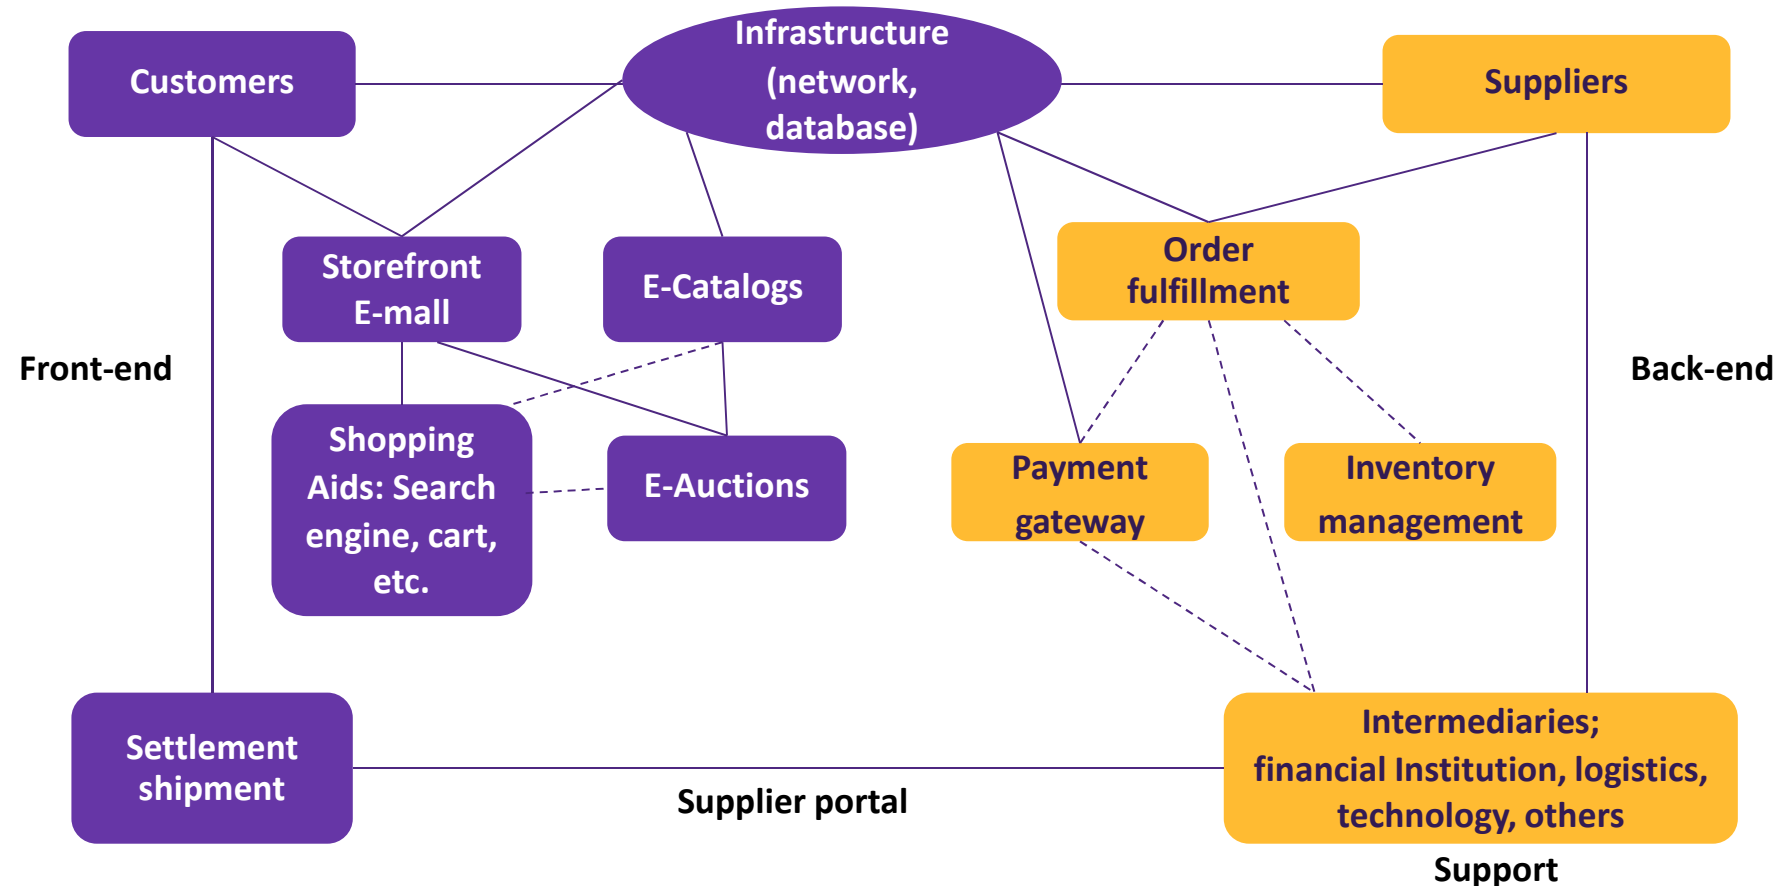 Infrastructure
(network,
database)
Customers
Suppliers
Storefront
E-mall
E-Catalogs
Order
fulfillment
Front-end
Back-end
Shopping
Aids: Search
engine, cart,
etc.
E-Auctions
Payment
gateway
Inventory
management
Settlement
shipment
Supplier portal
Intermediaries;
financial Institution, logistics,
technology, others
Support